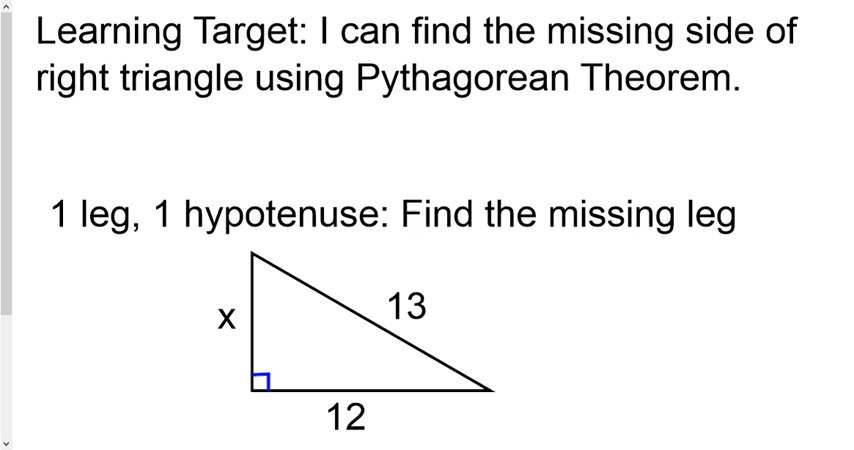 Learning Target: I can find the missing side of
right triangle using Pythagorean Theorem.
1 leg, 1 hypotenuse: Find the missing leg
13
x
12